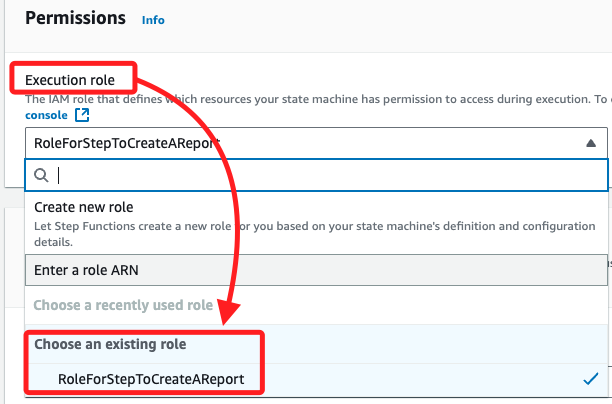 Permissions Info
Execution role
The IAM role that defines which resources your state machine has permission to access during execution. To
console
RoleForStepToCreateAReport
Create new role
Let Step Functions create a new role for you based on your state machine's definition and configuration
details.
Enter a role ARN
Choose a recently used role
Choose an existing role
RoleForStepToCreateAReport